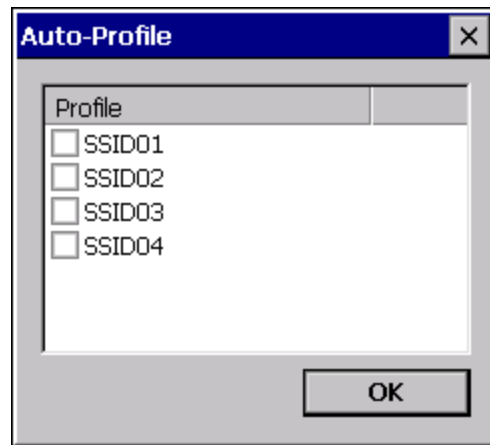 Auto-Profile
Profile
SSID01
SSID02
SSID03
SSID04
OK